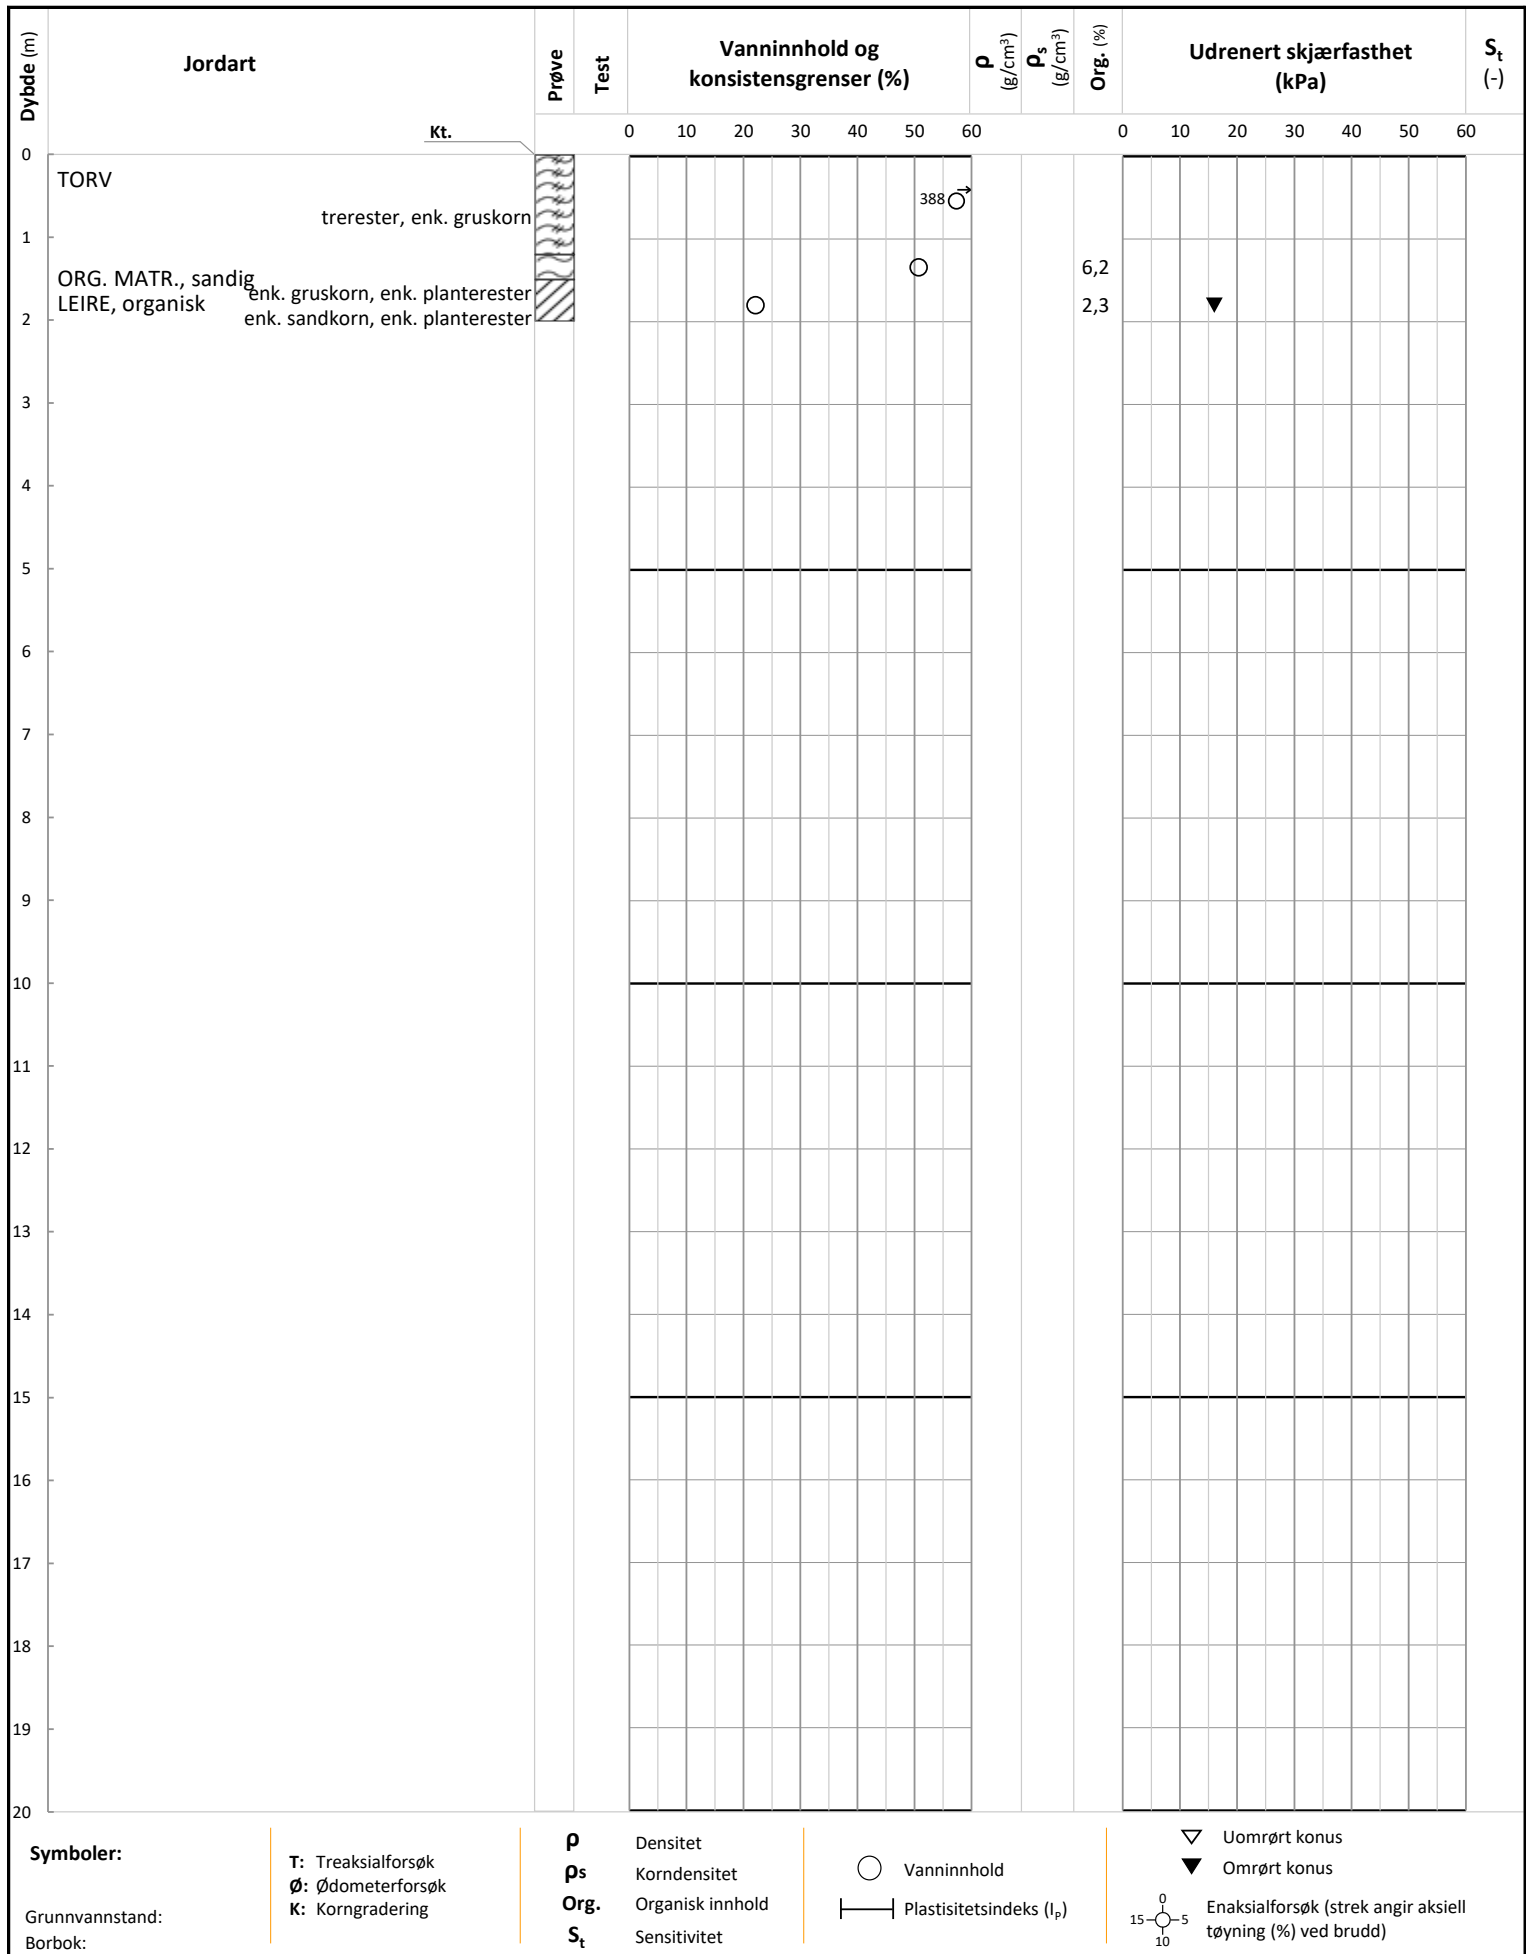 Dybde (m)
Jordart
Prøve
Test
Vanninnhold og
konsistensgrenser (%)
ρ (g/cm³)
ρs (g/cm³)
Org. (%)
Udrenert skjærfasthet
(kPa)
St
(-)
Kt.
0 10 20 30 40 50 60
0 10 20 30 40 50 60
0
TORV
388
trerester, enk. gruskorn
1
ORG. MATR., sandig
6,2
enk. gruskorn, enk. planterester
LEIRE, organisk
2,3
enk. sandkorn, enk. planterester
2
3
4
5
6
7
8
9
10
11
12
13
14
15
16
17
18
19
20
Symboler:
Grunnvannstand:
Borbok:
T: Treaksialforsøk
Ø: Ødometerforsøk
K: Korngradering
ρ Densitet
ρs Korndensitet
Org. Organisk innhold
St Sensitivitet
Vanninnhold
Plastisitetsindeks (Ip)
Uomrørt konus
Omrørt konus
0
15 5
10
Enaksialforsøk (strek angir aksiell
tøyning (%) ved brudd)